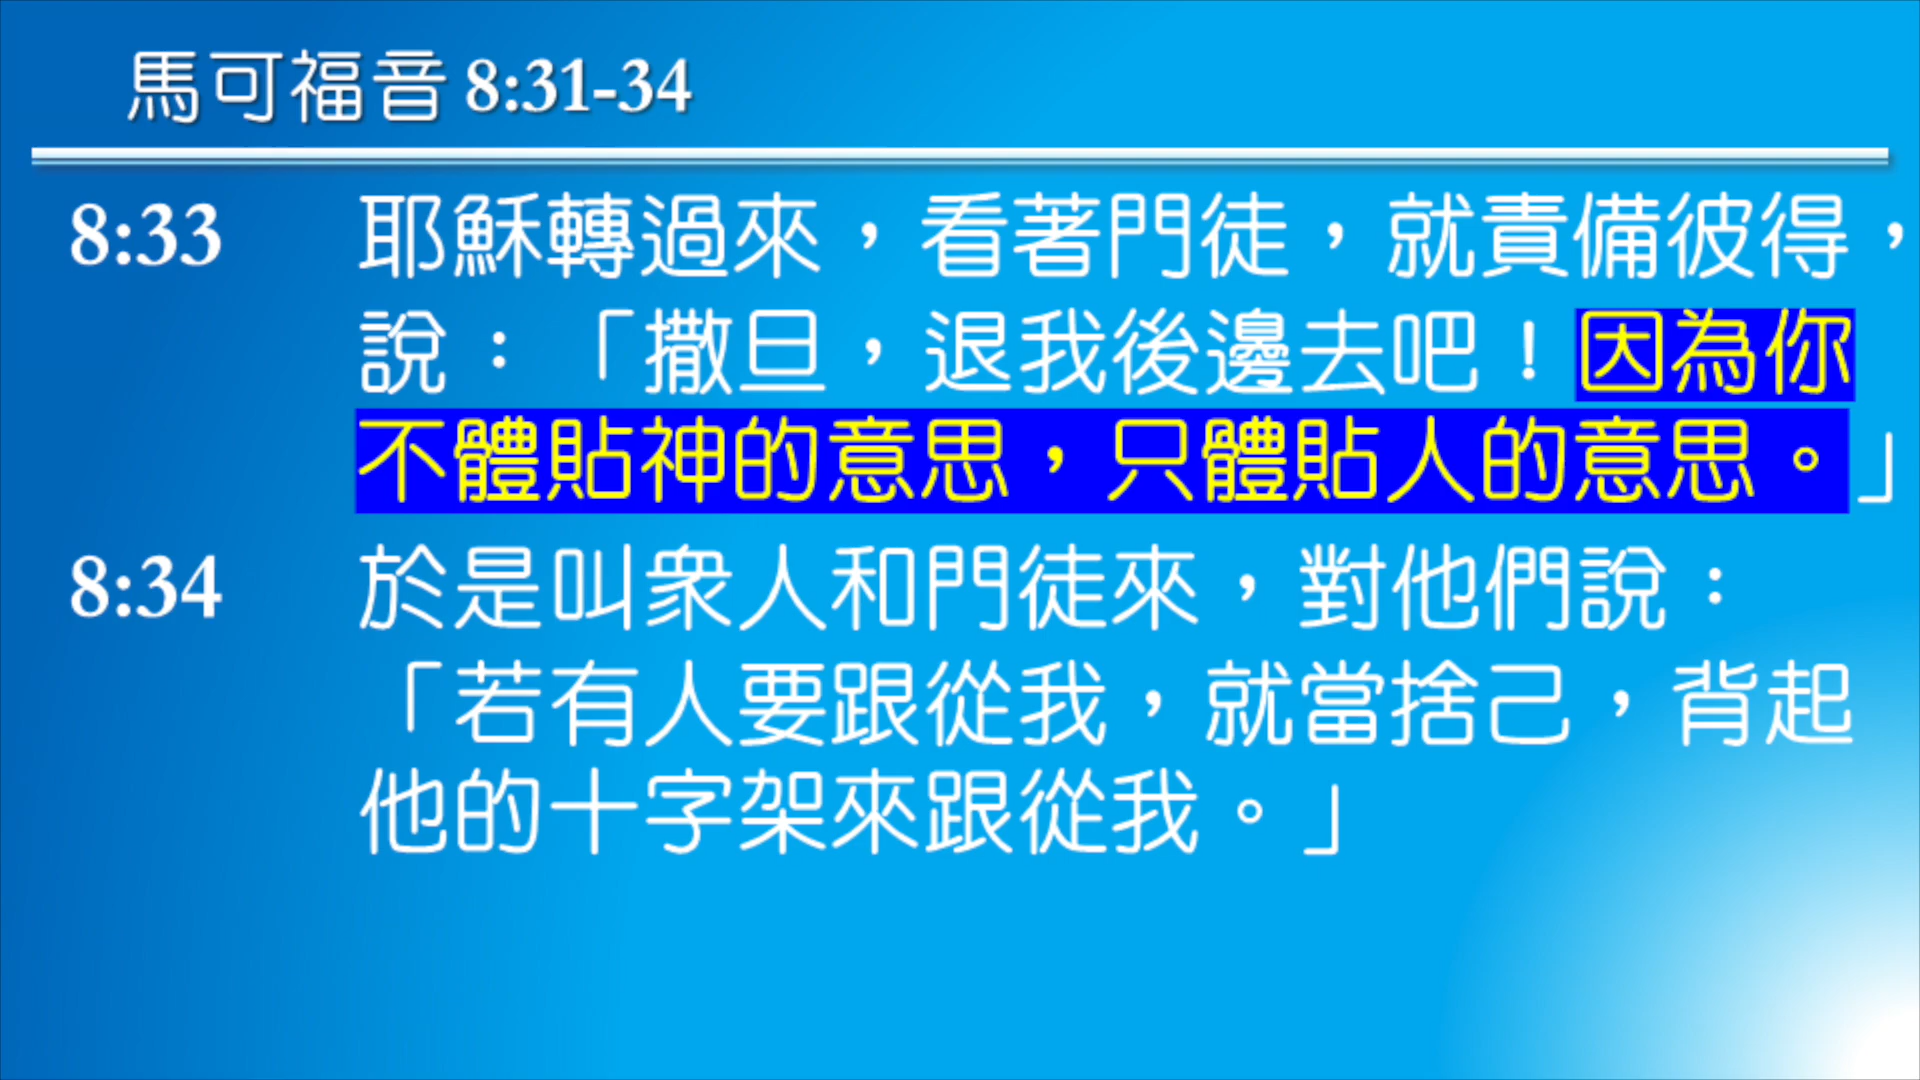 馬可福音 8:31-34
8:33 耶穌轉過來，看著門徒，就責備彼得，
說：「撒旦，退我後邊去吧！因為你
不體貼神的意思，只體貼人的意思。」
8:34 於是叫衆人和門徒來，對他們說：
「若有人要跟從我，就當捨己，背起
他的十字架來跟從我。」